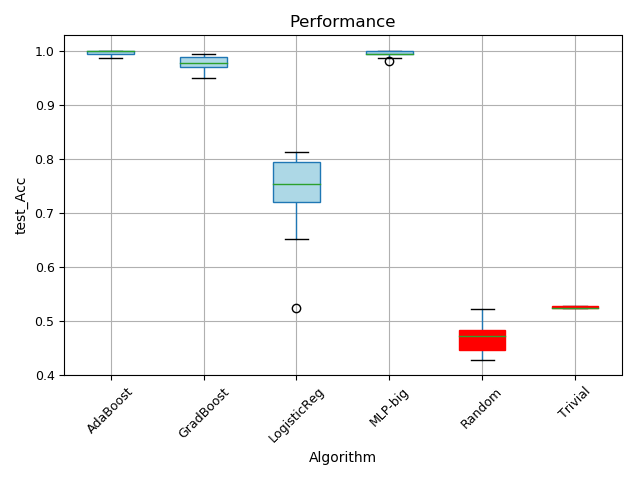 Performance
1.0
0.9
0.8
0.7
0.6
0.5
0.4
test_Acc
AdaBoost
GradBoost
LogisticReg
MLP-big
Random
Trivial
Algorithm